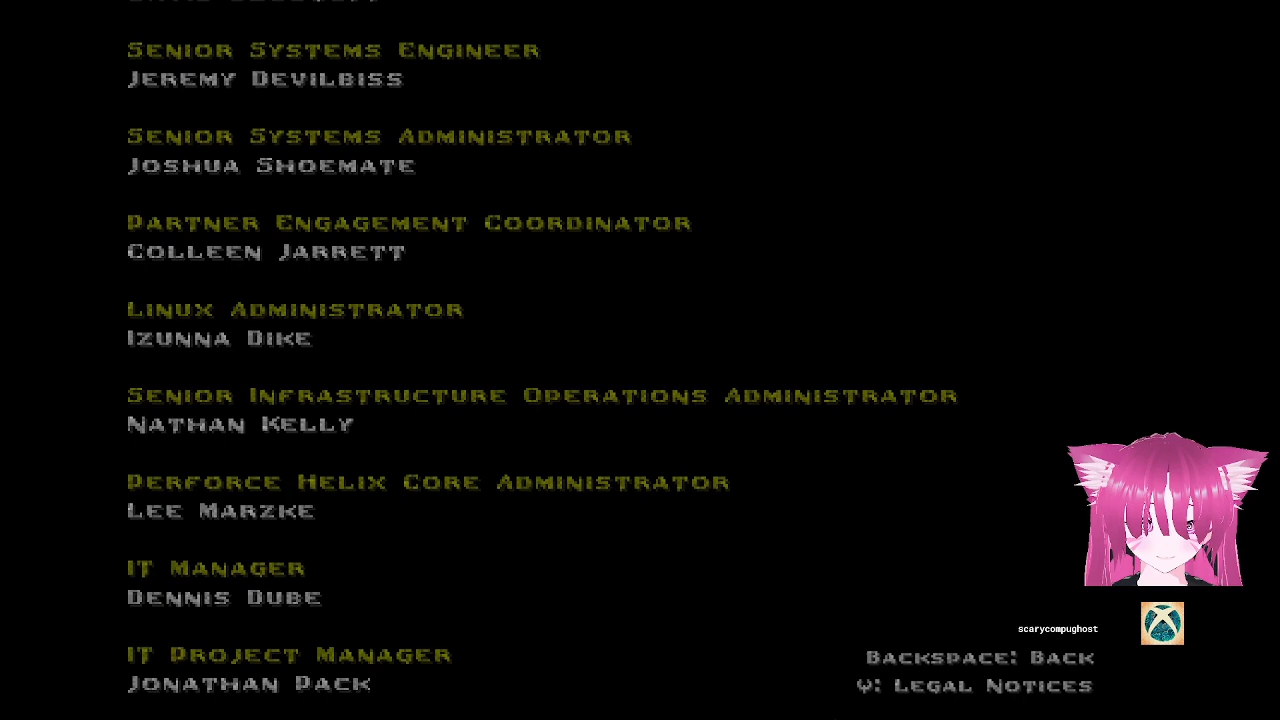 Senior Systems Engineer
Jeremy Devilbiss
Senior Systems Administrator
Joshua Shoemate
Partner Engagement Coordinator
Colleen Jarrett
Linux Administrator
Izunna Dike
Senior Infrastructure Operations Administrator
Nathan Kelly
Perforce Helix Core Administrator
Lee Marzke
IT Manager
Dennis Dube
IT Project Manager
Jonathan Pack
scarycompughost
Backspace: Back
Y: Legal Notices